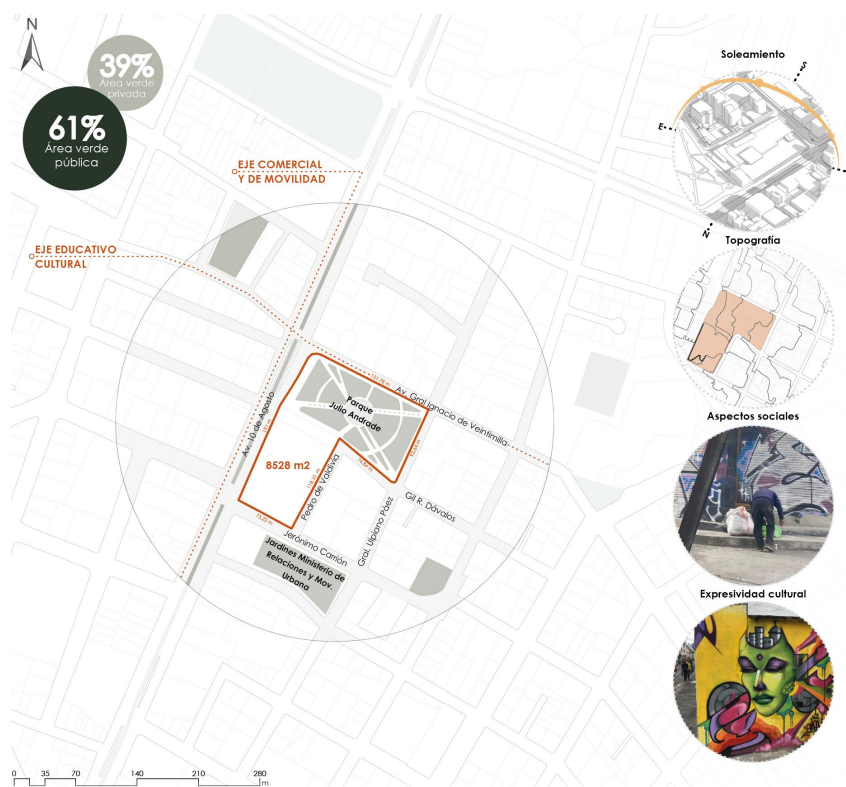 N
39%
Área verde
privada
61%
Área verde
pública
EJE COMERCIAL
Y DE MOVILIDAD
EJE EDUCATIVO
CULTURAL
Av. 10 de Agosto
Av. Gral Ignacio de Veintimilla
Parque
Julio Andrade
8528 m2
Pedro de Valdivia
Gil R. Dávalos
Gral. Ulpiano Páez
Jerónimo Carrión
Jardines Ministerio de
Relaciones y Mov.
Urbana
0 35 70 140 210 280
m
Soleamiento
S
E
N
Topografía
Aspectos sociales
Expresividad cultural